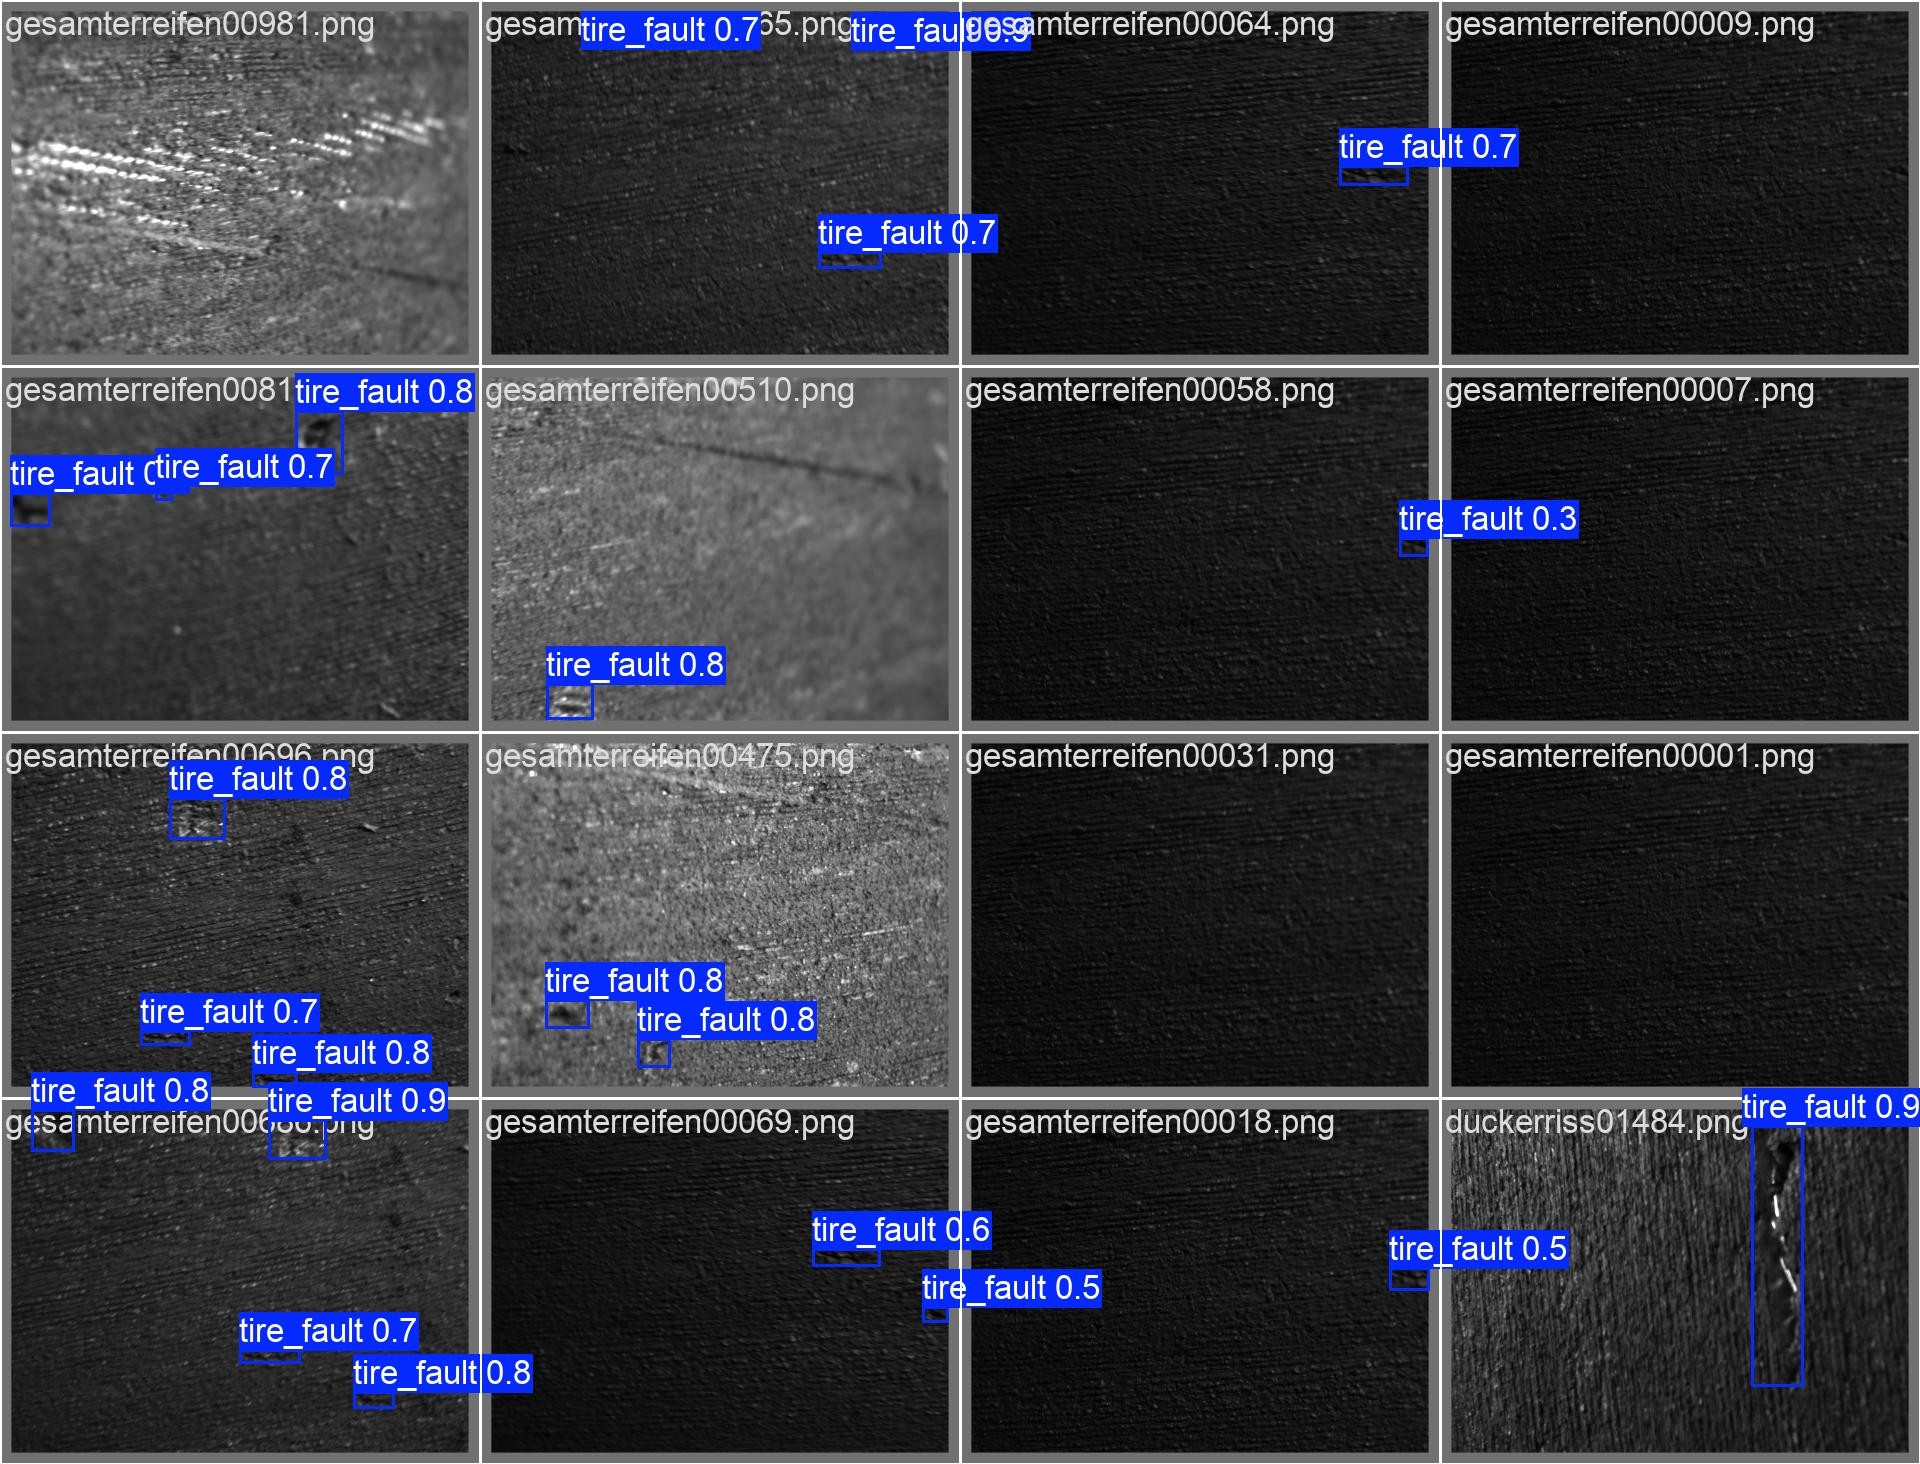 gesamterreifen00981.png
tire_fault 0.7
tire_fault
gesamterreifen00064.png
gesamterreifen00009.png
tire_fault 0.7
tire_fault 0.7
tire_fault 0.8
gesamterreifen00510.png
gesamterreifen00058.png
gesamterreifen00007.png
tire_fault
tire_fault 0.7
tire_fault 0.3
tire_fault 0.8
gesamterreifen00696.png
gesamterreifen00475.png
gesamterreifen00031.png
gesamterreifen00001.png
tire_fault 0.8
tire_fault 0.8
tire_fault 0.7
tire_fault 0.8
tire_fault 0.8
tire_fault 0.8
tire_fault 0.9
gesamterreifen00069.png
gesamterreifen00018.png
duckerriss01484.png
tire_fault 0.9
tire_fault 0.6
tire_fault 0.5
tire_fault 0.5
tire_fault 0.7
tire_fault 0.8